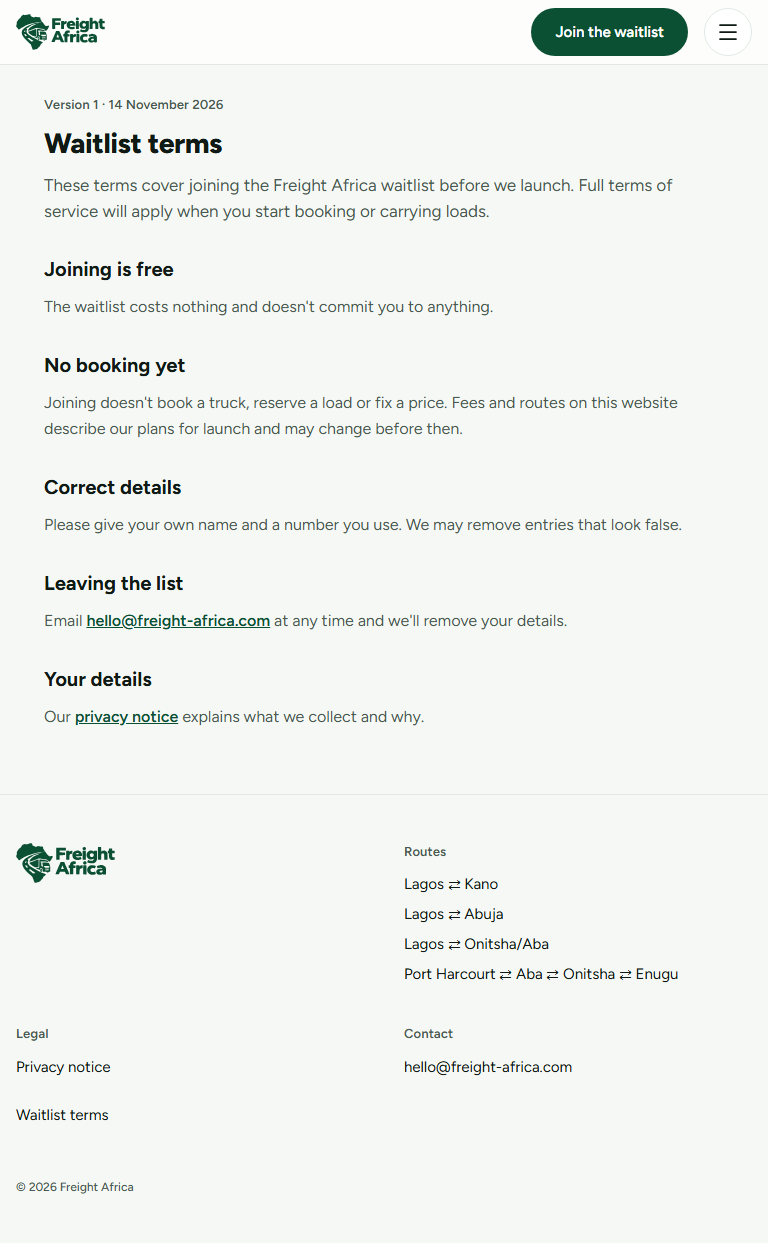 Freight
Africa
Join the waitlist
Version 1 · 14 November 2026
Waitlist terms
These terms cover joining the Freight Africa waitlist before we launch. Full terms of
service will apply when you start booking or carrying loads.
Joining is free
The waitlist costs nothing and doesn't commit you to anything.
No booking yet
Joining doesn't book a truck, reserve a load or fix a price. Fees and routes on this website
describe our plans for launch and may change before then.
Correct details
Please give your own name and a number you use. We may remove entries that look false.
Leaving the list
Email hello@freight-africa.com at any time and we'll remove your details.
Your details
Our privacy notice explains what we collect and why.
Freight
Africa
Routes
Lagos ⇄ Kano
Lagos ⇄ Abuja
Lagos ⇄ Onitsha/Aba
Port Harcourt ⇄ Aba ⇄ Onitsha ⇄ Enugu
Legal
Privacy notice
Waitlist terms
Contact
hello@freight-africa.com
© 2026 Freight Africa